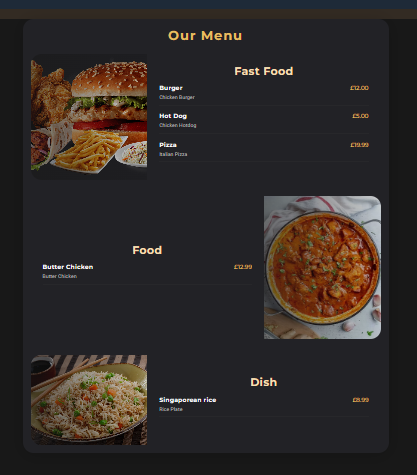 Our Menu
Fast Food
Burger £12.00
Chicken Burger
Hot Dog £5.00
Chicken Hotdog
Pizza £19.99
Italian Pizza
Food
Butter Chicken £12.99
Butter Chicken
Dish
Singaporean rice £8.99
Rice Plate